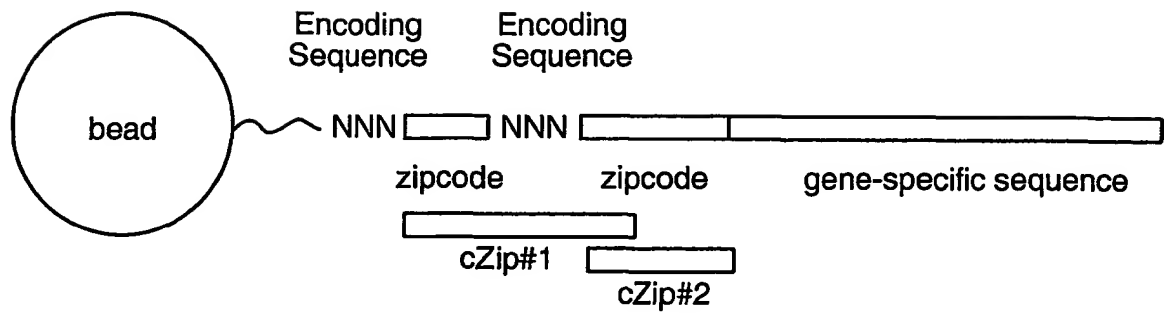 Encoding
Sequence
Encoding
Sequence
bead
NNN
NNN
zipcode
zipcode
gene-specific sequence
cZip#1
cZip#2